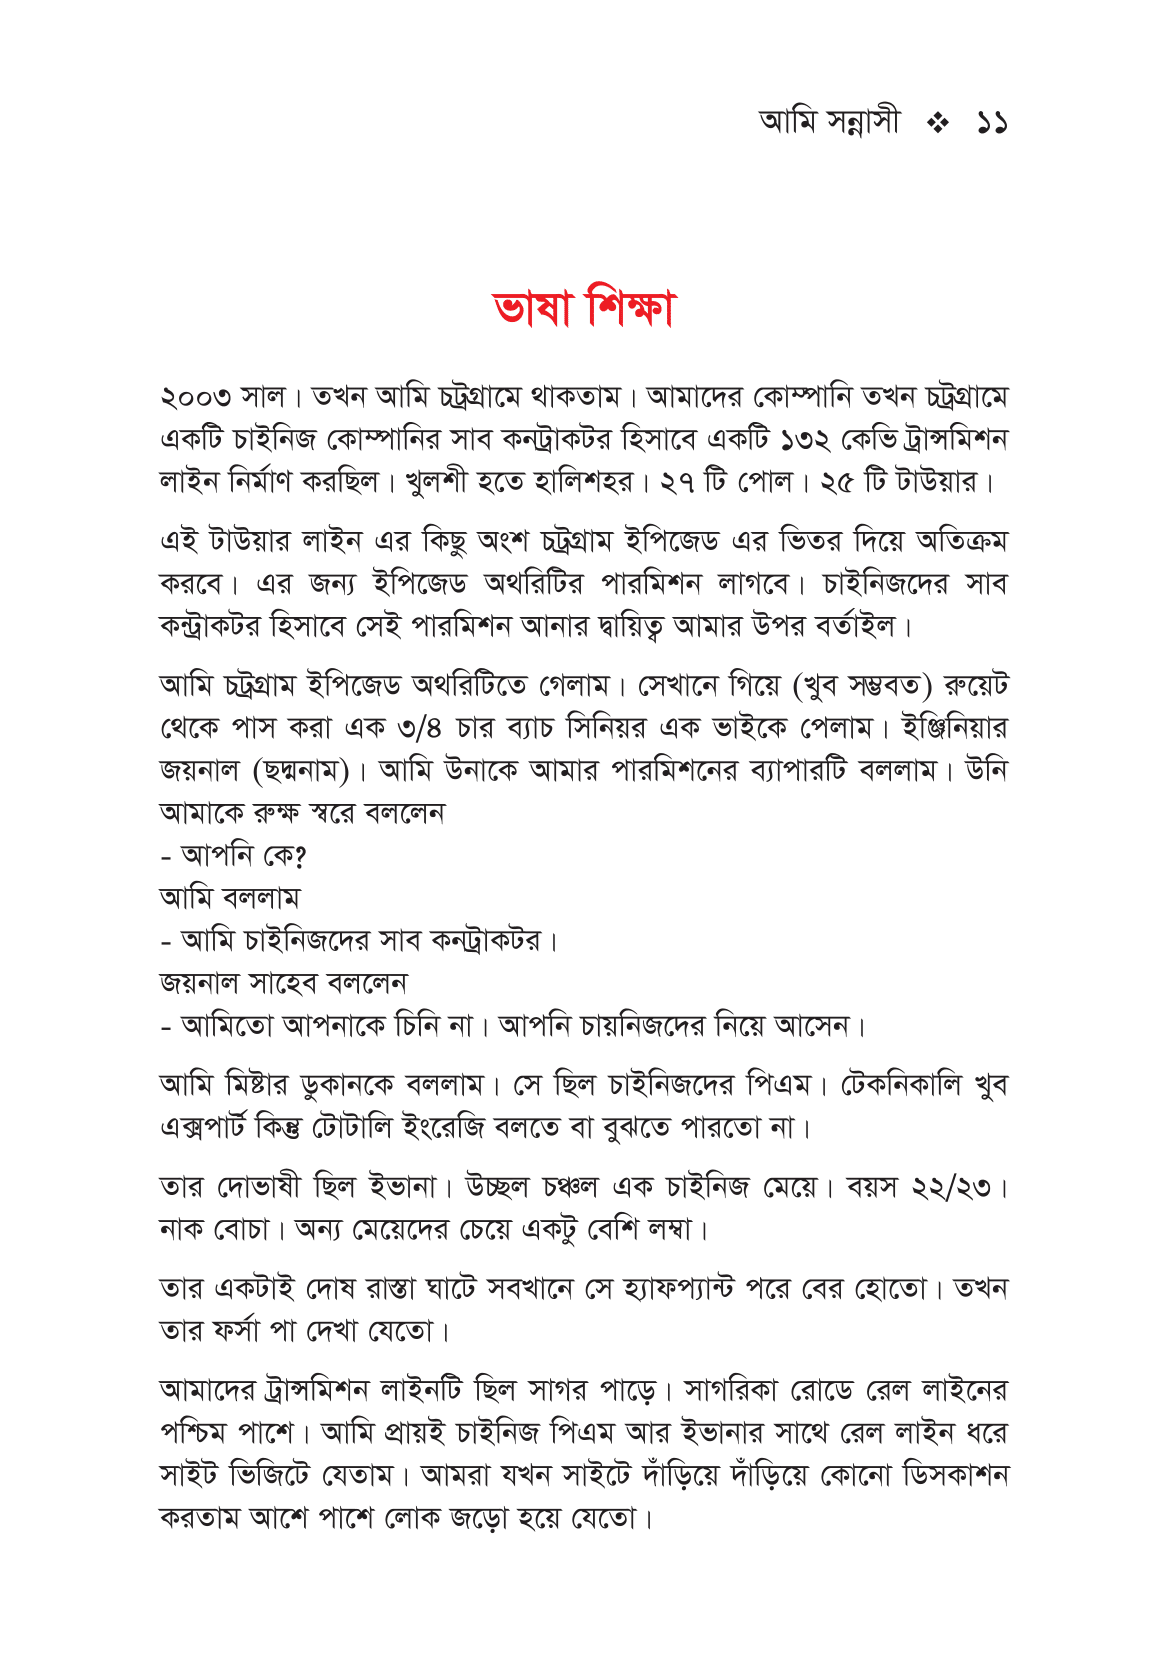 আমি সন্নাসী ❖ ১১
ভাষা শিক্ষা
২০০৩ সাল। তখন আমি চট্রগ্রামে থাকতাম। আমাদের কোম্পানি তখন চট্রগ্রামে
একটি চাইনিজ কোম্পানির সাব কনট্রাকটর হিসাবে একটি ১৩২ কেভি ট্রান্সমিশন
লাইন নির্মাণ করছিল। খুলশী হতে হালিশহর। ২৭ টি পোল। ২৫ টি টাউয়ার।
এই টাউয়ার লাইন এর কিছু অংশ চট্রগ্রাম ইপিজেড এর ভিতর দিয়ে অতিক্রম
করবে। এর জন্য ইপিজেড অথরিটির পারমিশন লাগবে। চাইনিজদের সাব
কন্ট্রাকটর হিসাবে সেই পারমিশন আনার দ্বায়িত্ব আমার উপর বর্তাইল।
আমি চট্রগ্রাম ইপিজেড অথরিটিতে গেলাম। সেখানে গিয়ে (খুব সম্ভবত) রুয়েট
থেকে পাস করা এক ৩/৪ চার ব্যাচ সিনিয়র এক ভাইকে পেলাম। ইঞ্জিনিয়ার
জয়নাল (ছদ্মনাম)। আমি উনাকে আমার পারমিশনের ব্যাপারটি বললাম। উনি
আমাকে রুক্ষ স্বরে বললেন
- আপনি কে?
আমি বললাম
- আমি চাইনিজদের সাব কনট্রাকটর।
জয়নাল সাহেব বললেন
- আমিতো আপনাকে চিনি না। আপনি চায়নিজদের নিয়ে আসেন।
আমি মিষ্টার ডুকানকে বললাম। সে ছিল চাইনিজদের পিএম। টেকনিকালি খুব
এক্সপার্ট কিন্তু টোটালি ইংরেজি বলতে বা বুঝতে পারতো না।
তার দোভাষী ছিল ইভানা। উচ্ছল চঞ্চল এক চাইনিজ মেয়ে। বয়স ২২/২৩।
নাক বোচা। অন্য মেয়েদের চেয়ে একটু বেশি লম্বা।
তার একটাই দোষ রাস্তা ঘাটে সবখানে সে হ্যাফপ্যান্ট পরে বের হোতো। তখন
তার ফর্সা পা দেখা যেতো।
আমাদের ট্রান্সমিশন লাইনটি ছিল সাগর পাড়ে। সাগরিকা রোডে রেল লাইনের
পশ্চিম পাশে। আমি প্রায়ই চাইনিজ পিএম আর ইভানার সাথে রেল লাইন ধরে
সাইট ভিজিটে যেতাম। আমরা যখন সাইটে দাঁড়িয়ে দাঁড়িয়ে কোনো ডিসকাশন
করতাম আশে পাশে লোক জড়ো হয়ে যেতো।